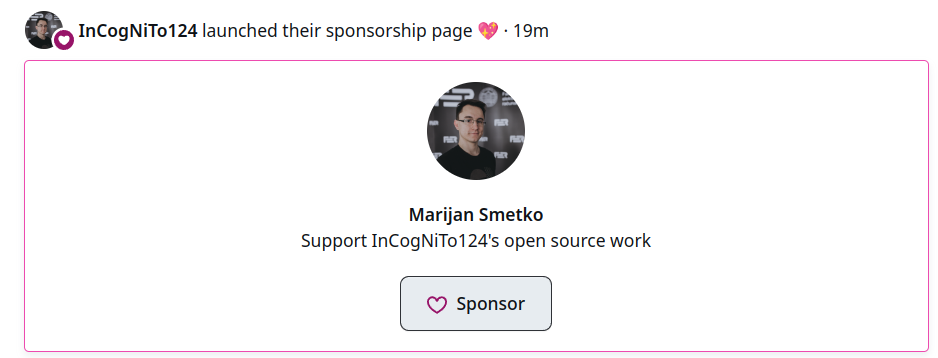 InCogNiTo124 launched their sponsorship page 💖 · 19m
Marijan Smetko
Support InCogNiTo124's open source work
Sponsor